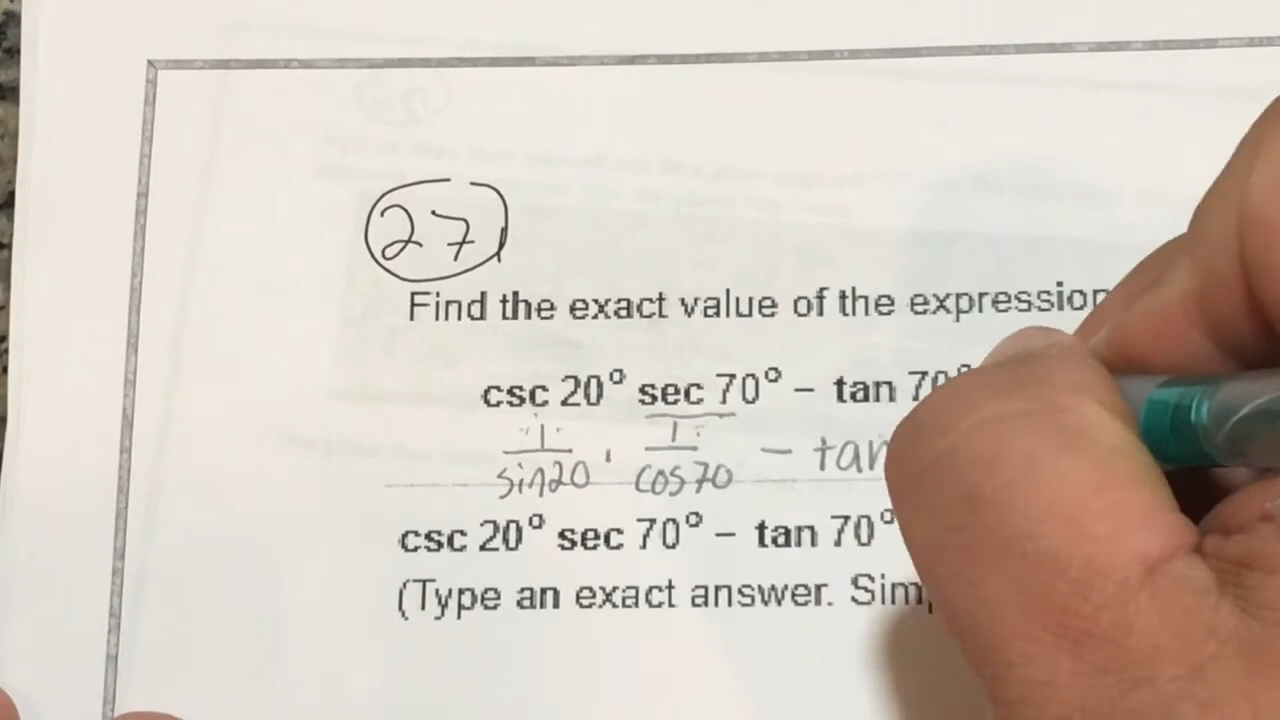 27
Find the exact value of the expression
csc 20° sec 70° – tan 70°
1/sin20 · 1/cos70 – tan
csc 20° sec 70° – tan 70°
(Type an exact answer.